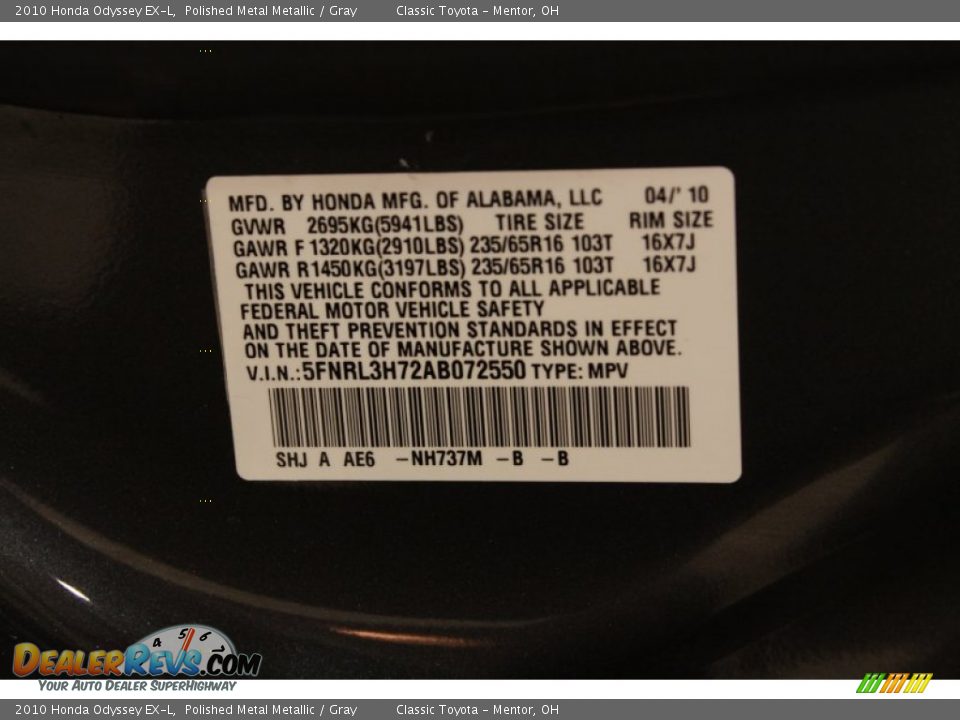 2010 Honda Odyssey EX-L, Polished Metal Metallic / Gray Classic Toyota - Mentor, OH
MFD. BY HONDA MFG. OF ALABAMA, LLC 04/' 10
GVWR 2695KG(5941LBS) TIRE SIZE RIM SIZE
GAWR F 1320KG(2910LBS) 235/65R16 103T 16X7J
GAWR R1450KG(3197LBS) 235/65R16 103T 16X7J
THIS VEHICLE CONFORMS TO ALL APPLICABLE
FEDERAL MOTOR VEHICLE SAFETY
AND THEFT PREVENTION STANDARDS IN EFFECT
ON THE DATE OF MANUFACTURE SHOWN ABOVE.
V.I.N.:5FNRL3H72AB072550 TYPE: MPV
SHJ A AE6 -NH737M -B -B
4 5 6
DEALERREVS.COM
YOUR AUTO DEALER SUPERHIGHWAY
2010 Honda Odyssey EX-L, Polished Metal Metallic / Gray Classic Toyota - Mentor, OH